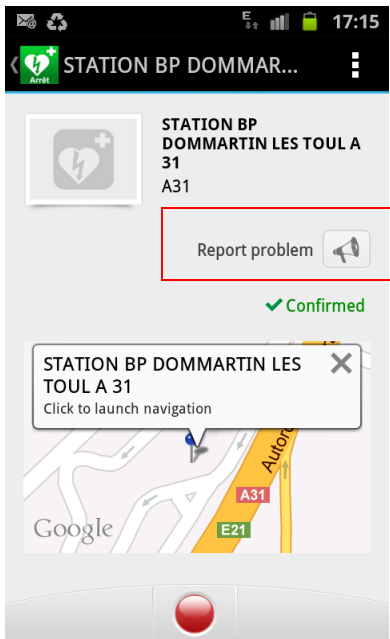 E
17:15
Arrêt
STATION BP DOMMAR...
STATION BP
DOMMARTIN LES TOUL A
31
A31
Report problem
Confirmed
STATION BP DOMMARTIN LES
TOUL A 31
Click to launch navigation
Autoro
A31
Google
E21